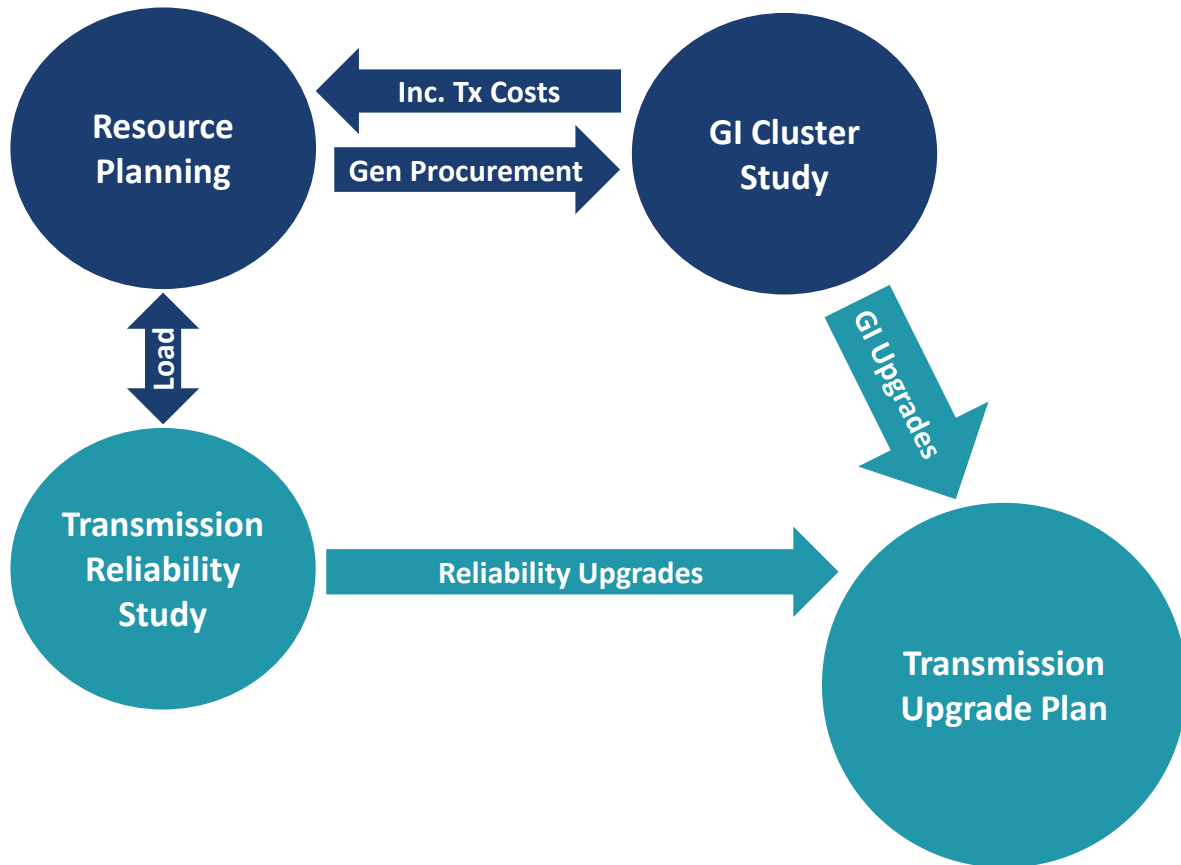 Resource
Planning
Inc. Tx Costs
Gen Procurement
GI Cluster
Study
Load
GI Upgrades
Transmission
Reliability
Study
Reliability Upgrades
Transmission
Upgrade Plan